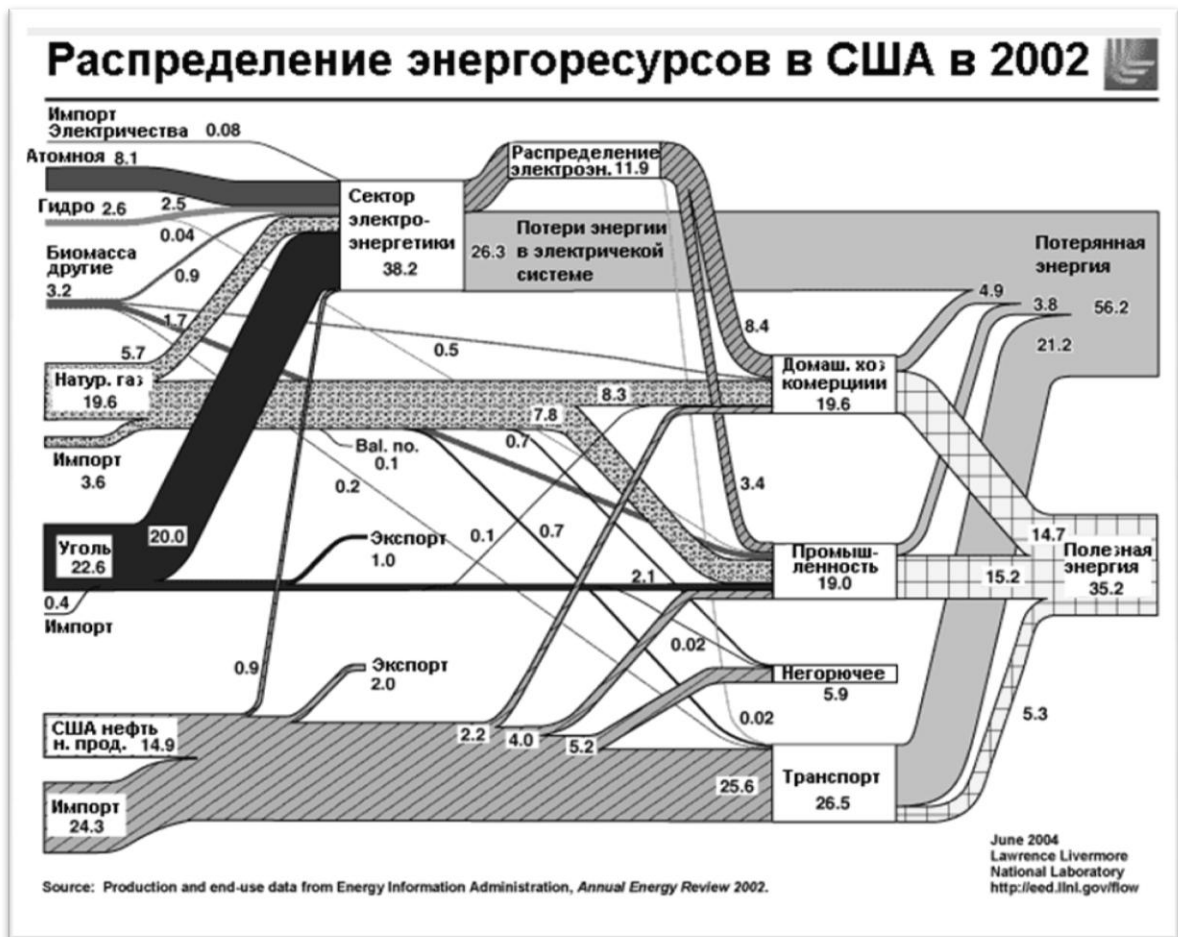 Распределение энергоресурсов в США в 2002
Импорт
Электричества 0.08
Атомноя 8.1
Гидро 2.6
2.5
0.04
Биомасса
другие
3.2
0.9
1.7
5.7
Натур. газ
19.6
Импорт
3.6
Уголь
22.6
20.0
0.4
Импорт
США нефть
н. прод. 14.9
Импорт
24.3
Сектор
электро-
энергетики
38.2
Распределение
электроэн. 11.9
26.3
Потери энергии
в электричекой
системе
0.5
8.3
7.8
0.7
Bal. no.
0.1
0.2
Экспорт
1.0
0.1
0.7
2.1
0.9
Экспорт
2.0
2.2
4.0
5.2
25.6
0.02
0.02
8.4
3.4
Домаш. хоз
комерциии
19.6
Промыш-
ленность
19.0
Негорючее
5.9
Транспорт
26.5
Потерянная
энергия
56.2
4.9
3.8
21.2
14.7
15.2
Полезная
энергия
35.2
5.3
June 2004
Lawrence Livermore
National Laboratory
http://eed.llnl.gov/flow
Source: Production and end-use data from Energy Information Administration, Annual Energy Review 2002.